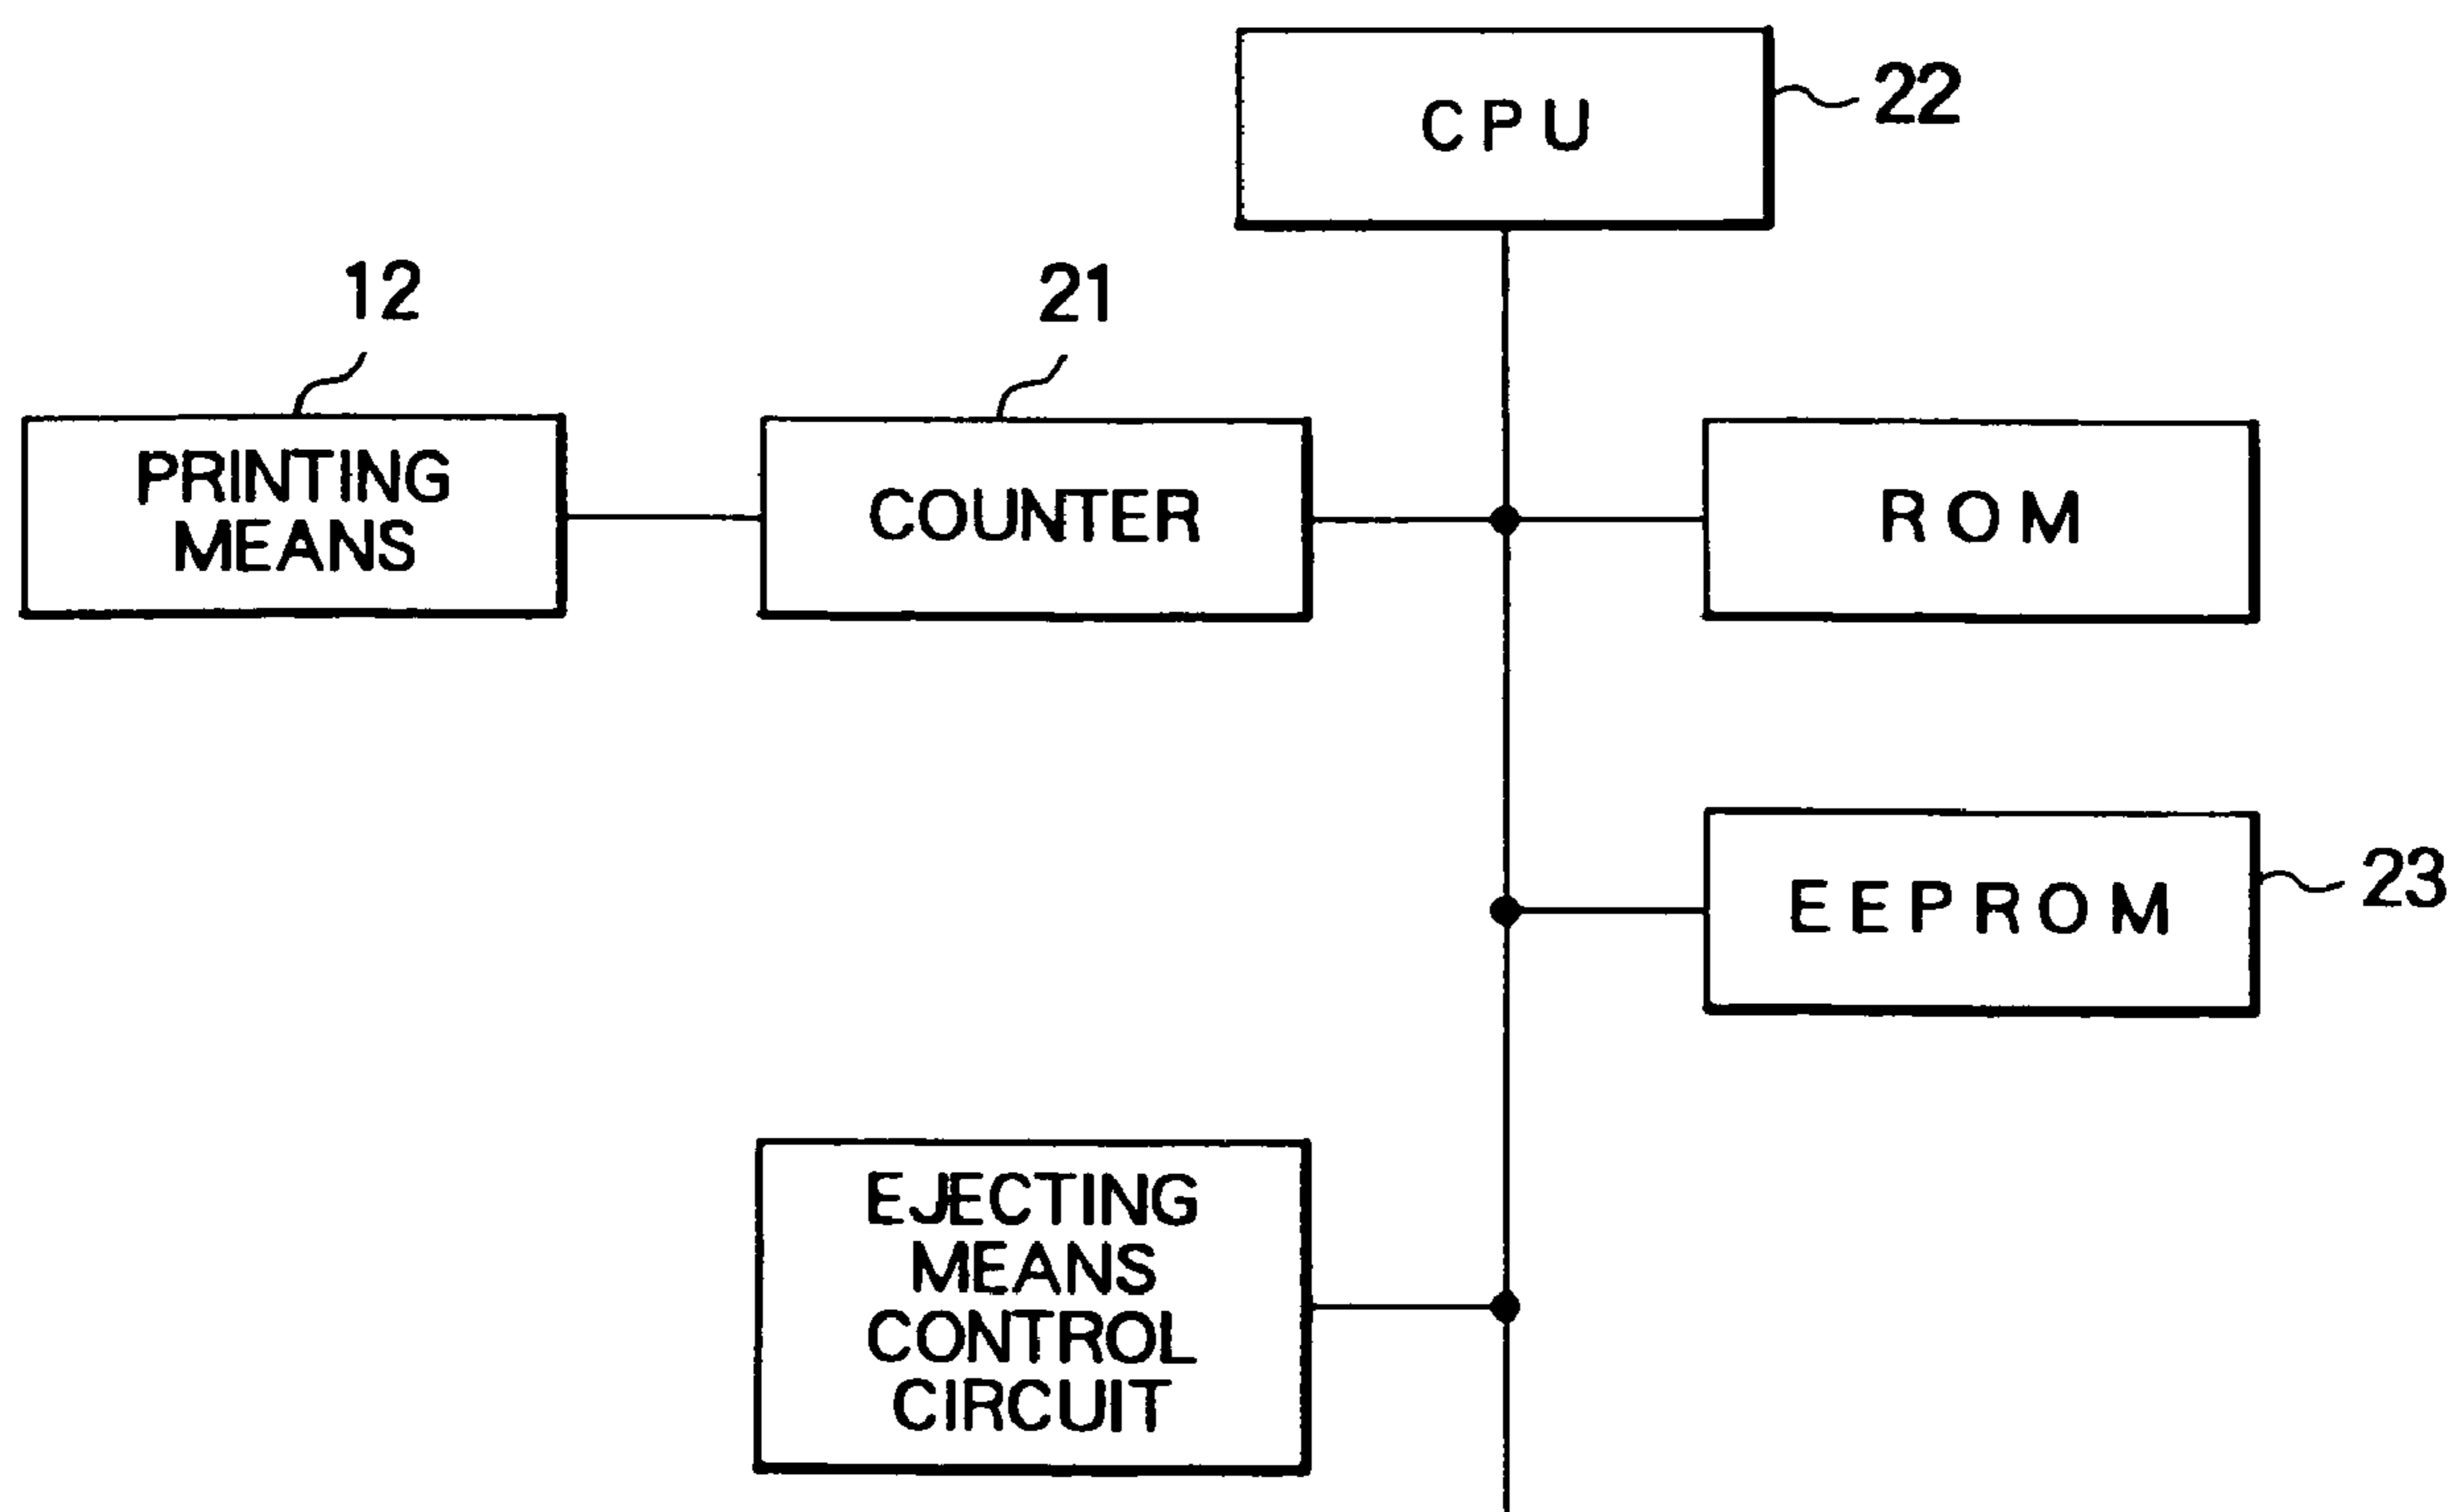 CPU
22
12
21
PRINTING
MEANS
COUNTER
ROM
EEPROM
23
EJECTING
MEANS
CONTROL
CIRCUIT